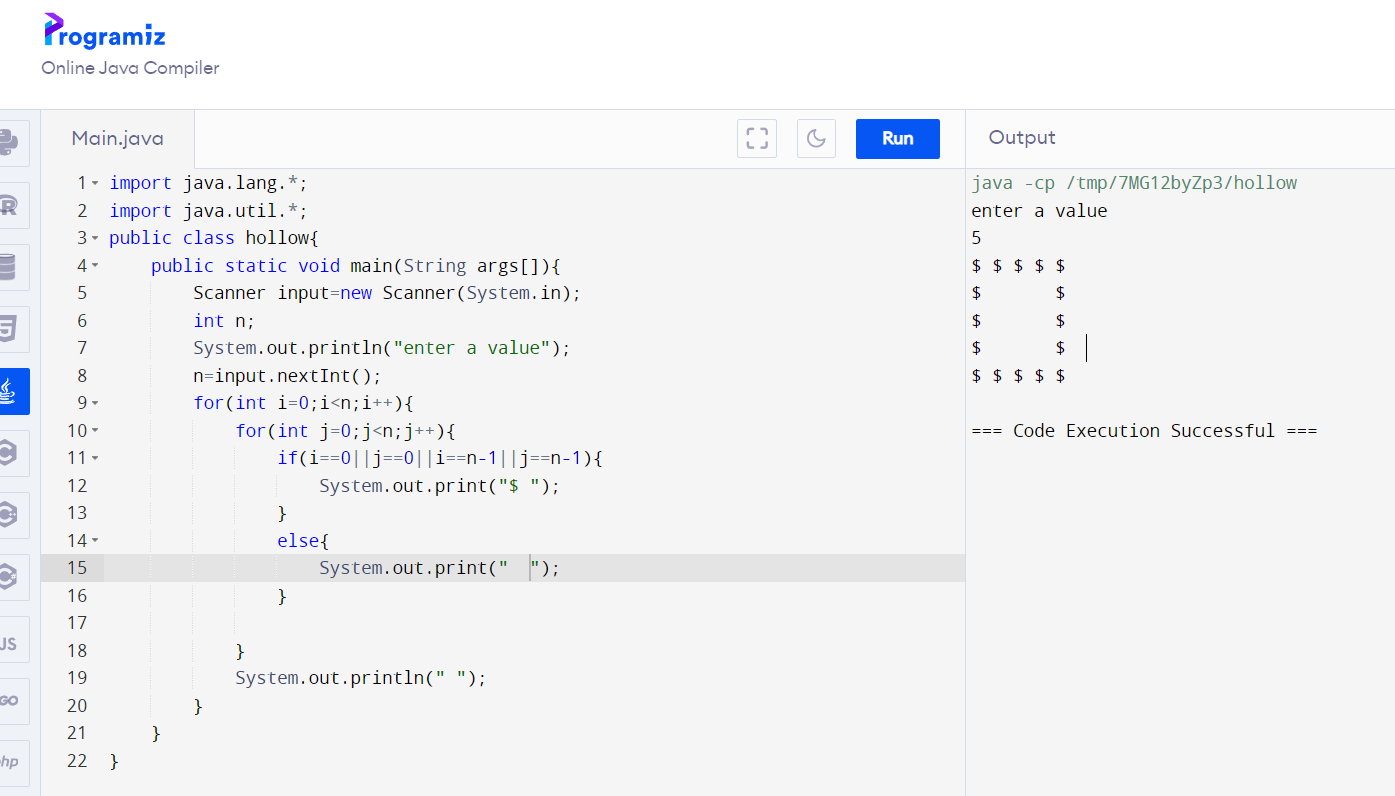 Programiz
Online Java Compiler
Main.java
Run
Output
1 import java.lang.*;
2 import java.util.*;
3 public class hollow{
4     public static void main(String args[]){
5         Scanner input=new Scanner(System.in);
6         int n;
7         System.out.println("enter a value");
8         n=input.nextInt();
9         for(int i=0;i<n;i++){
10             for(int j=0;j<n;j++){
11                 if(i==0||j==0||i==n-1||j==n-1){
12                     System.out.print("$ ");
13                 }
14                 else{
15                     System.out.print("  ");
16                 }
17
18             }
19             System.out.println(" ");
20         }
21     }
22 }
java -cp /tmp/7MG12byZp3/hollow
enter a value
5
$ $ $ $ $
$       $
$       $
$       $
$ $ $ $ $
=== Code Execution Successful ===
R
JS
GO
php